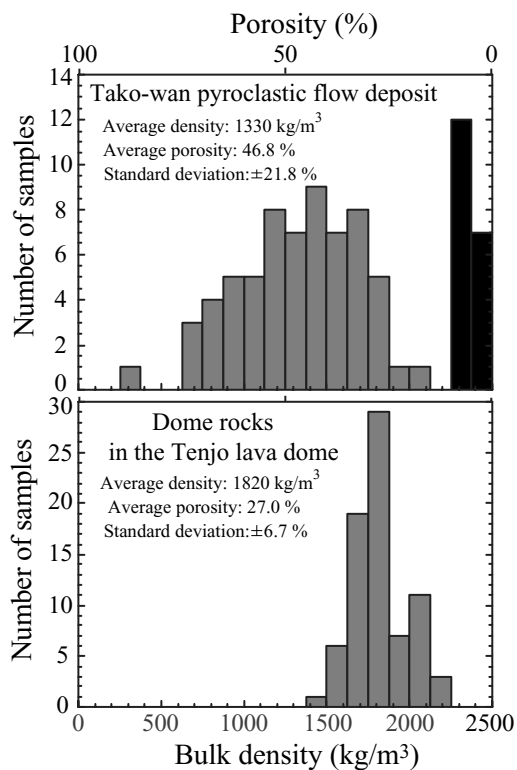 Porosity (%)
100 50 0
14
Tako-wan pyroclastic flow deposit
12
Average density: 1330 kg/m³
Average porosity: 46.8 %
10
Standard deviation:±21.8 %
8
6
4
2
0
Number of samples
30
Dome rocks
in the Tenjo lava dome
25
Average density: 1820 kg/m³
Average porosity: 27.0 %
20
Standard deviation:±6.7 %
15
10
5
0
Number of samples
0 500 1000 1500 2000 2500
Bulk density (kg/m³)